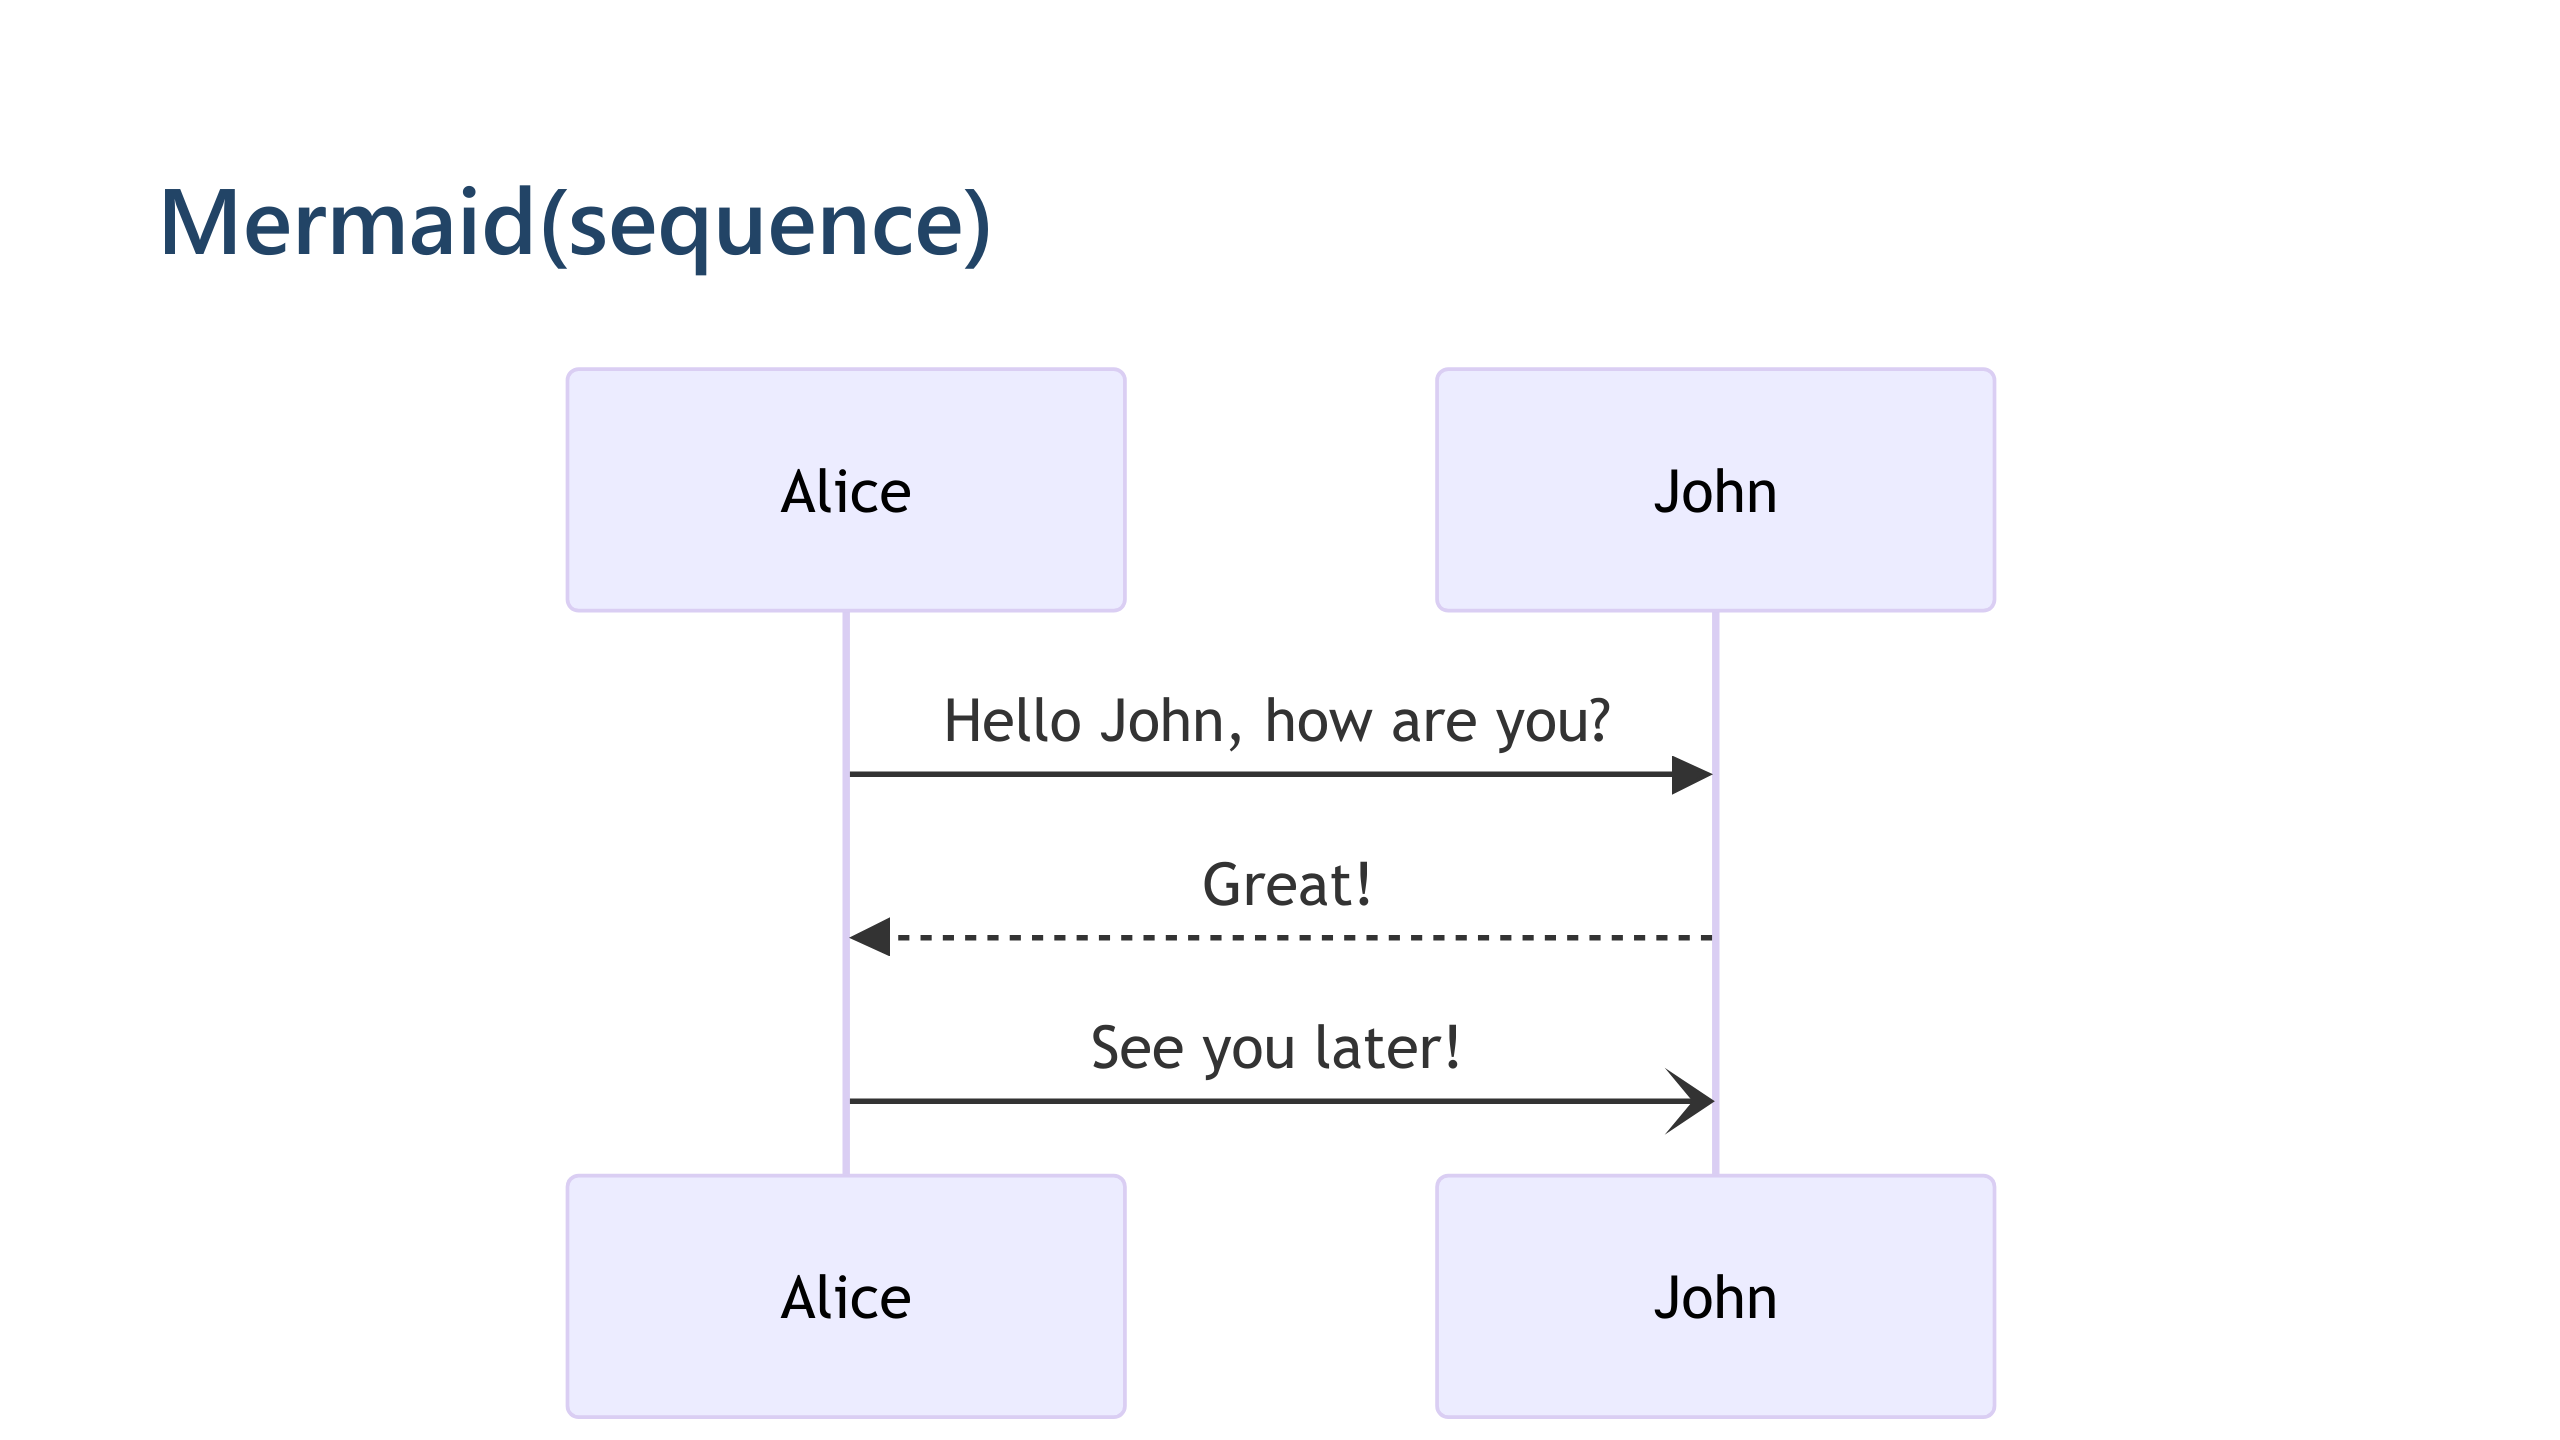 Mermaid(sequence)
Alice
John
Hello John, how are you?
Great!
See you later!
Alice
John